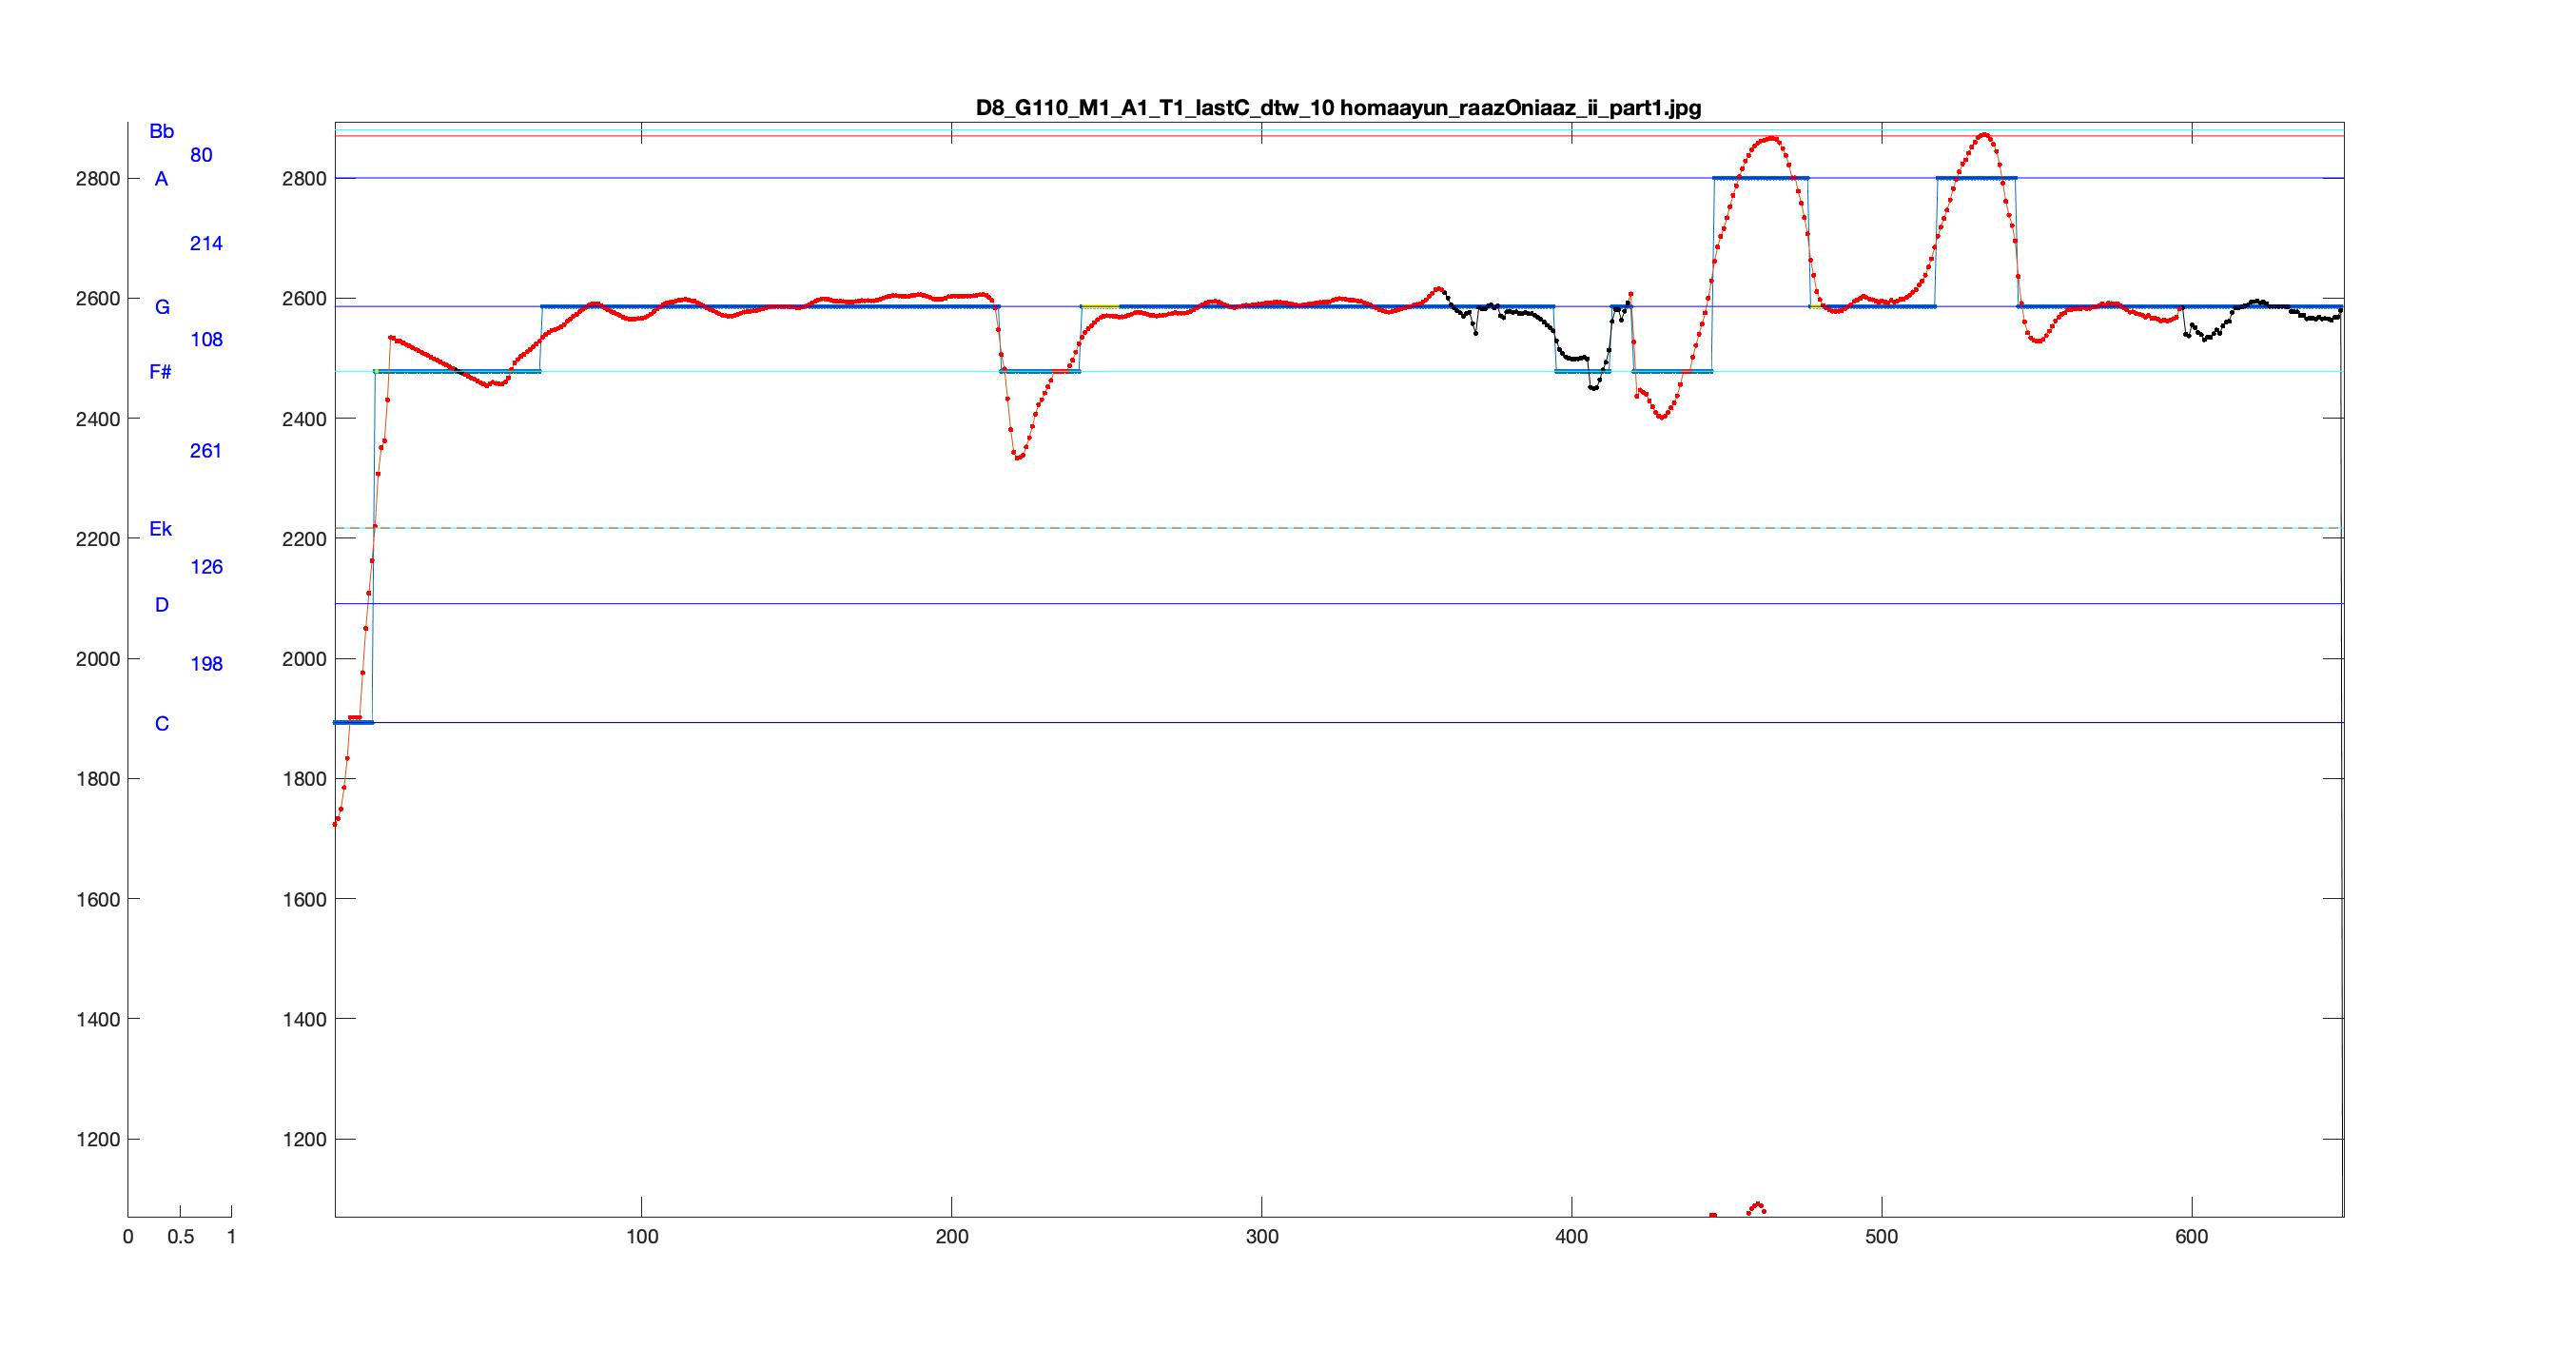 D8_G110_M1_A1_T1_lastC_dtw_10 homaayun_raazOniaaz_ii_part1.jpg
Bb
80
2800 A 2800
214
2600 2600
G
108
F#
2400 2400
261
Ek
2200 2200
126
D
2000 2000
198
C
1800 1800
1600 1600
1400 1400
1200 1200
0 0.5 1 100 200 300 400 500 600